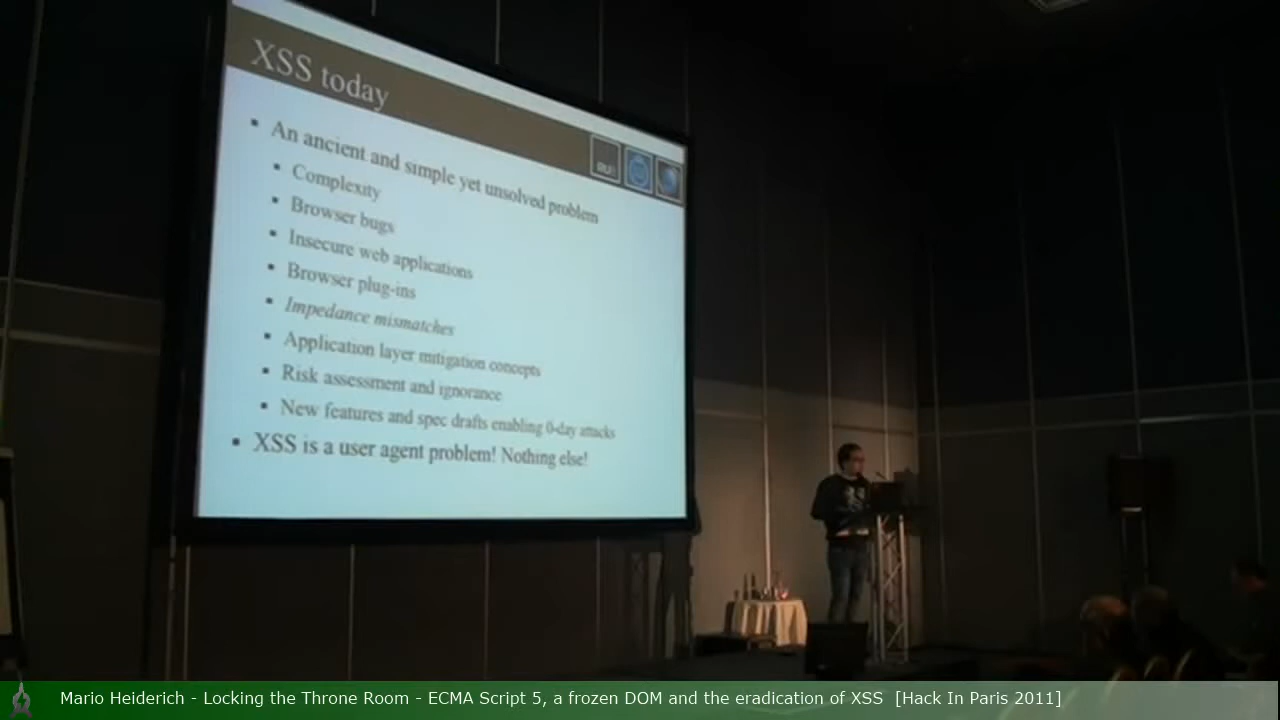 XSS today
An ancient and simple yet unsolved problem
Complexity
Browser bugs
Insecure web applications
Browser plug-ins
Impedance mismatches
Application layer mitigation concepts
Risk assessment and ignorance
New features and spec drafts enabling 0-day attacks
XSS is a user agent problem! Nothing else!
Mario Heiderich - Locking the Throne Room - ECMA Script 5, a frozen DOM and the eradication of XSS [Hack In Paris 2011]